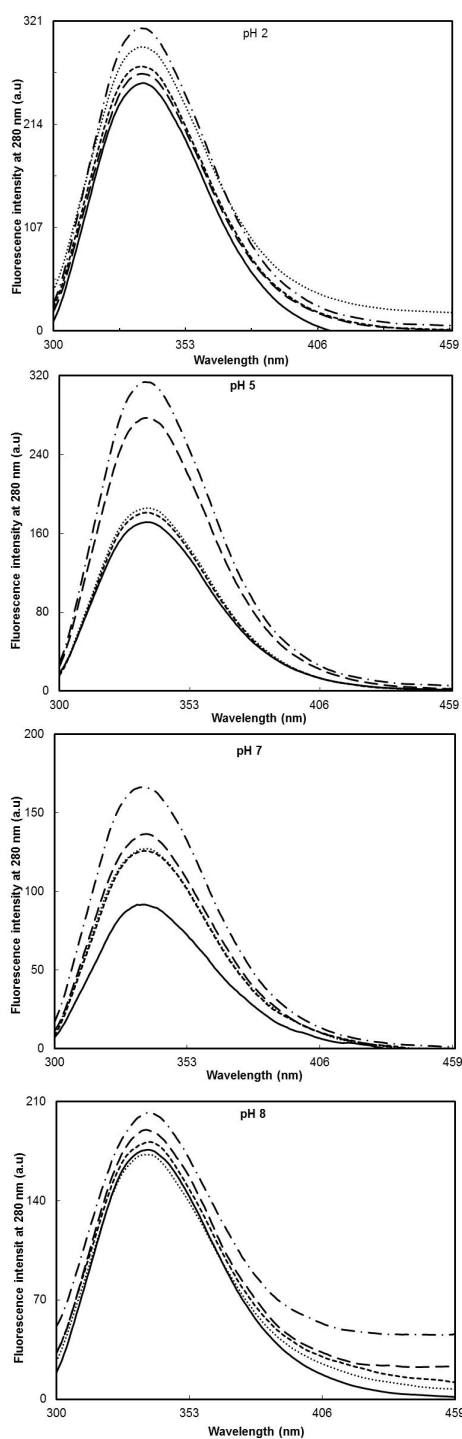 pH 2
Fluorescence intensity at 280 nm (a.u)
321
214
107
0
300 353 406 459
Wavelength (nm)
pH 5
Fluorescence intensity at 280 nm (a.u)
320
240
160
80
0
300 353 406 459
Wavelength (nm)
pH 7
Fluorescence intensity at 280 nm (a.u)
200
150
100
50
0
300 353 406 459
Wavelength (nm)
pH 8
Fluorescence intensit at 280 nm (a.u)
210
140
70
0
300 353 406 459
Wavelength (nm)